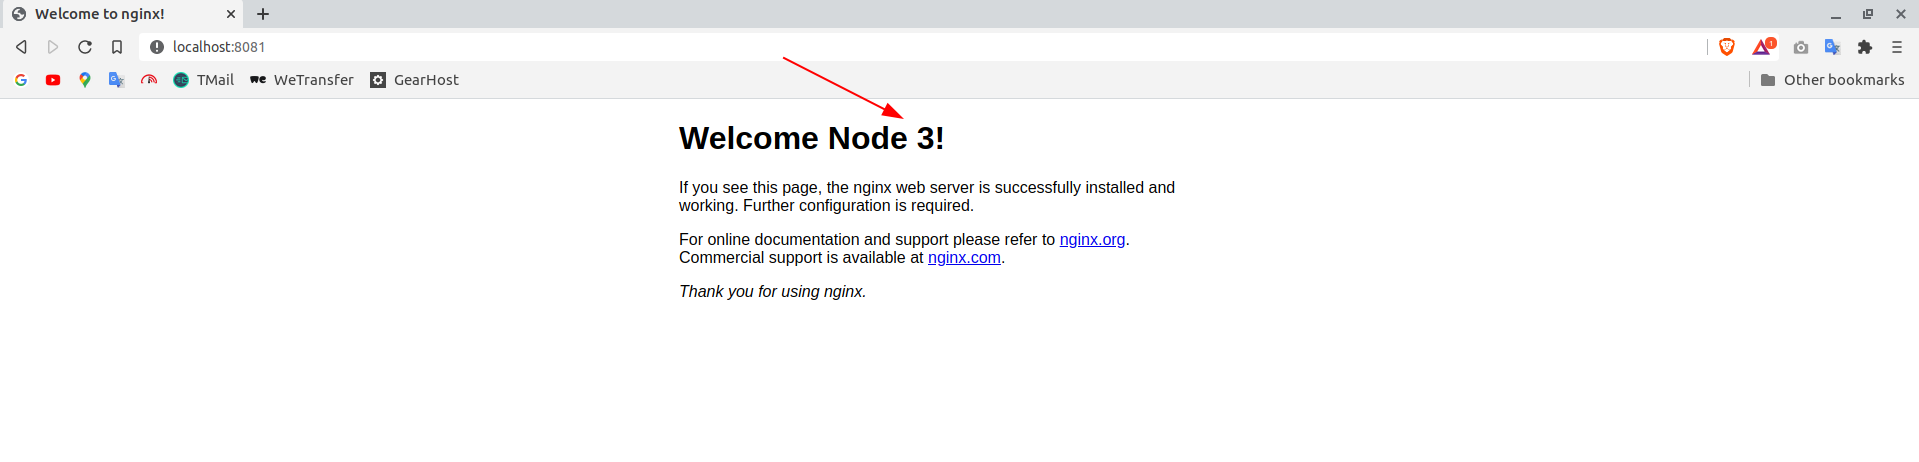 Welcome to nginx!
localhost:8081
1
TMail
WeTransfer
GearHost
Other bookmarks
Welcome Node 3!
If you see this page, the nginx web server is successfully installed and
working. Further configuration is required.
For online documentation and support please refer to nginx.org.
Commercial support is available at nginx.com.
Thank you for using nginx.